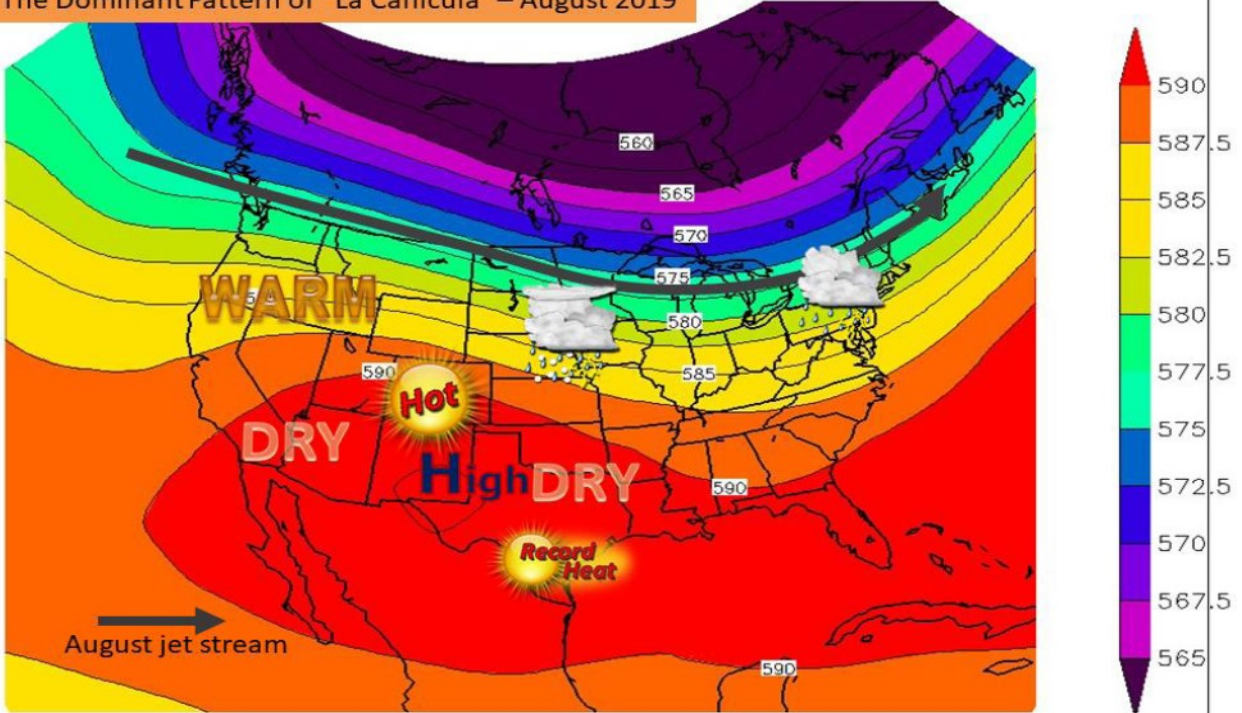 The Dominant Pattern of "La Canicula" – August 2019
560
565
570
575
WARM
580
590
585
Hot
DRY
High DRY
590
Record
Heat
August jet stream
590
590
587.5
585
582.5
580
577.5
575
572.5
570
567.5
565